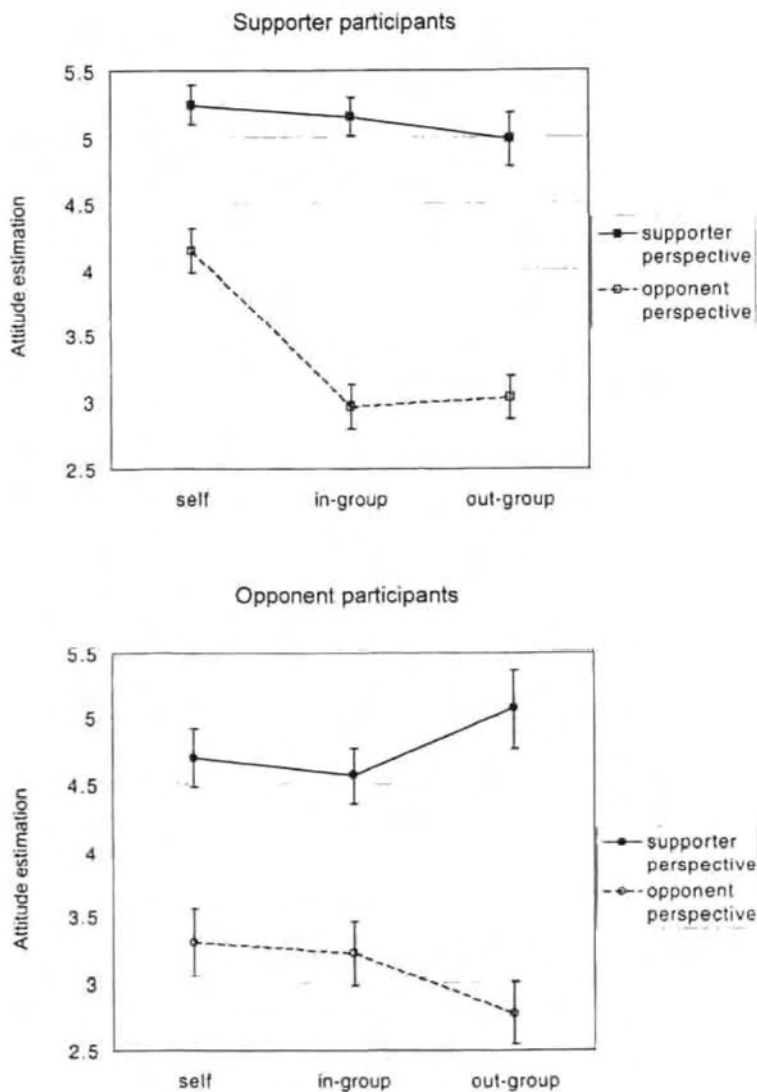 Supporter participants
5.5
5
4.5
4
3.5
3
2.5
Attitude estimation
self in-group out-group
supporter
perspective
opponent
perspective
Opponent participants
5.5
5
4.5
4
3.5
3
2.5
Attitude estimation
self in-group out-group
supporter
perspective
opponent
perspective